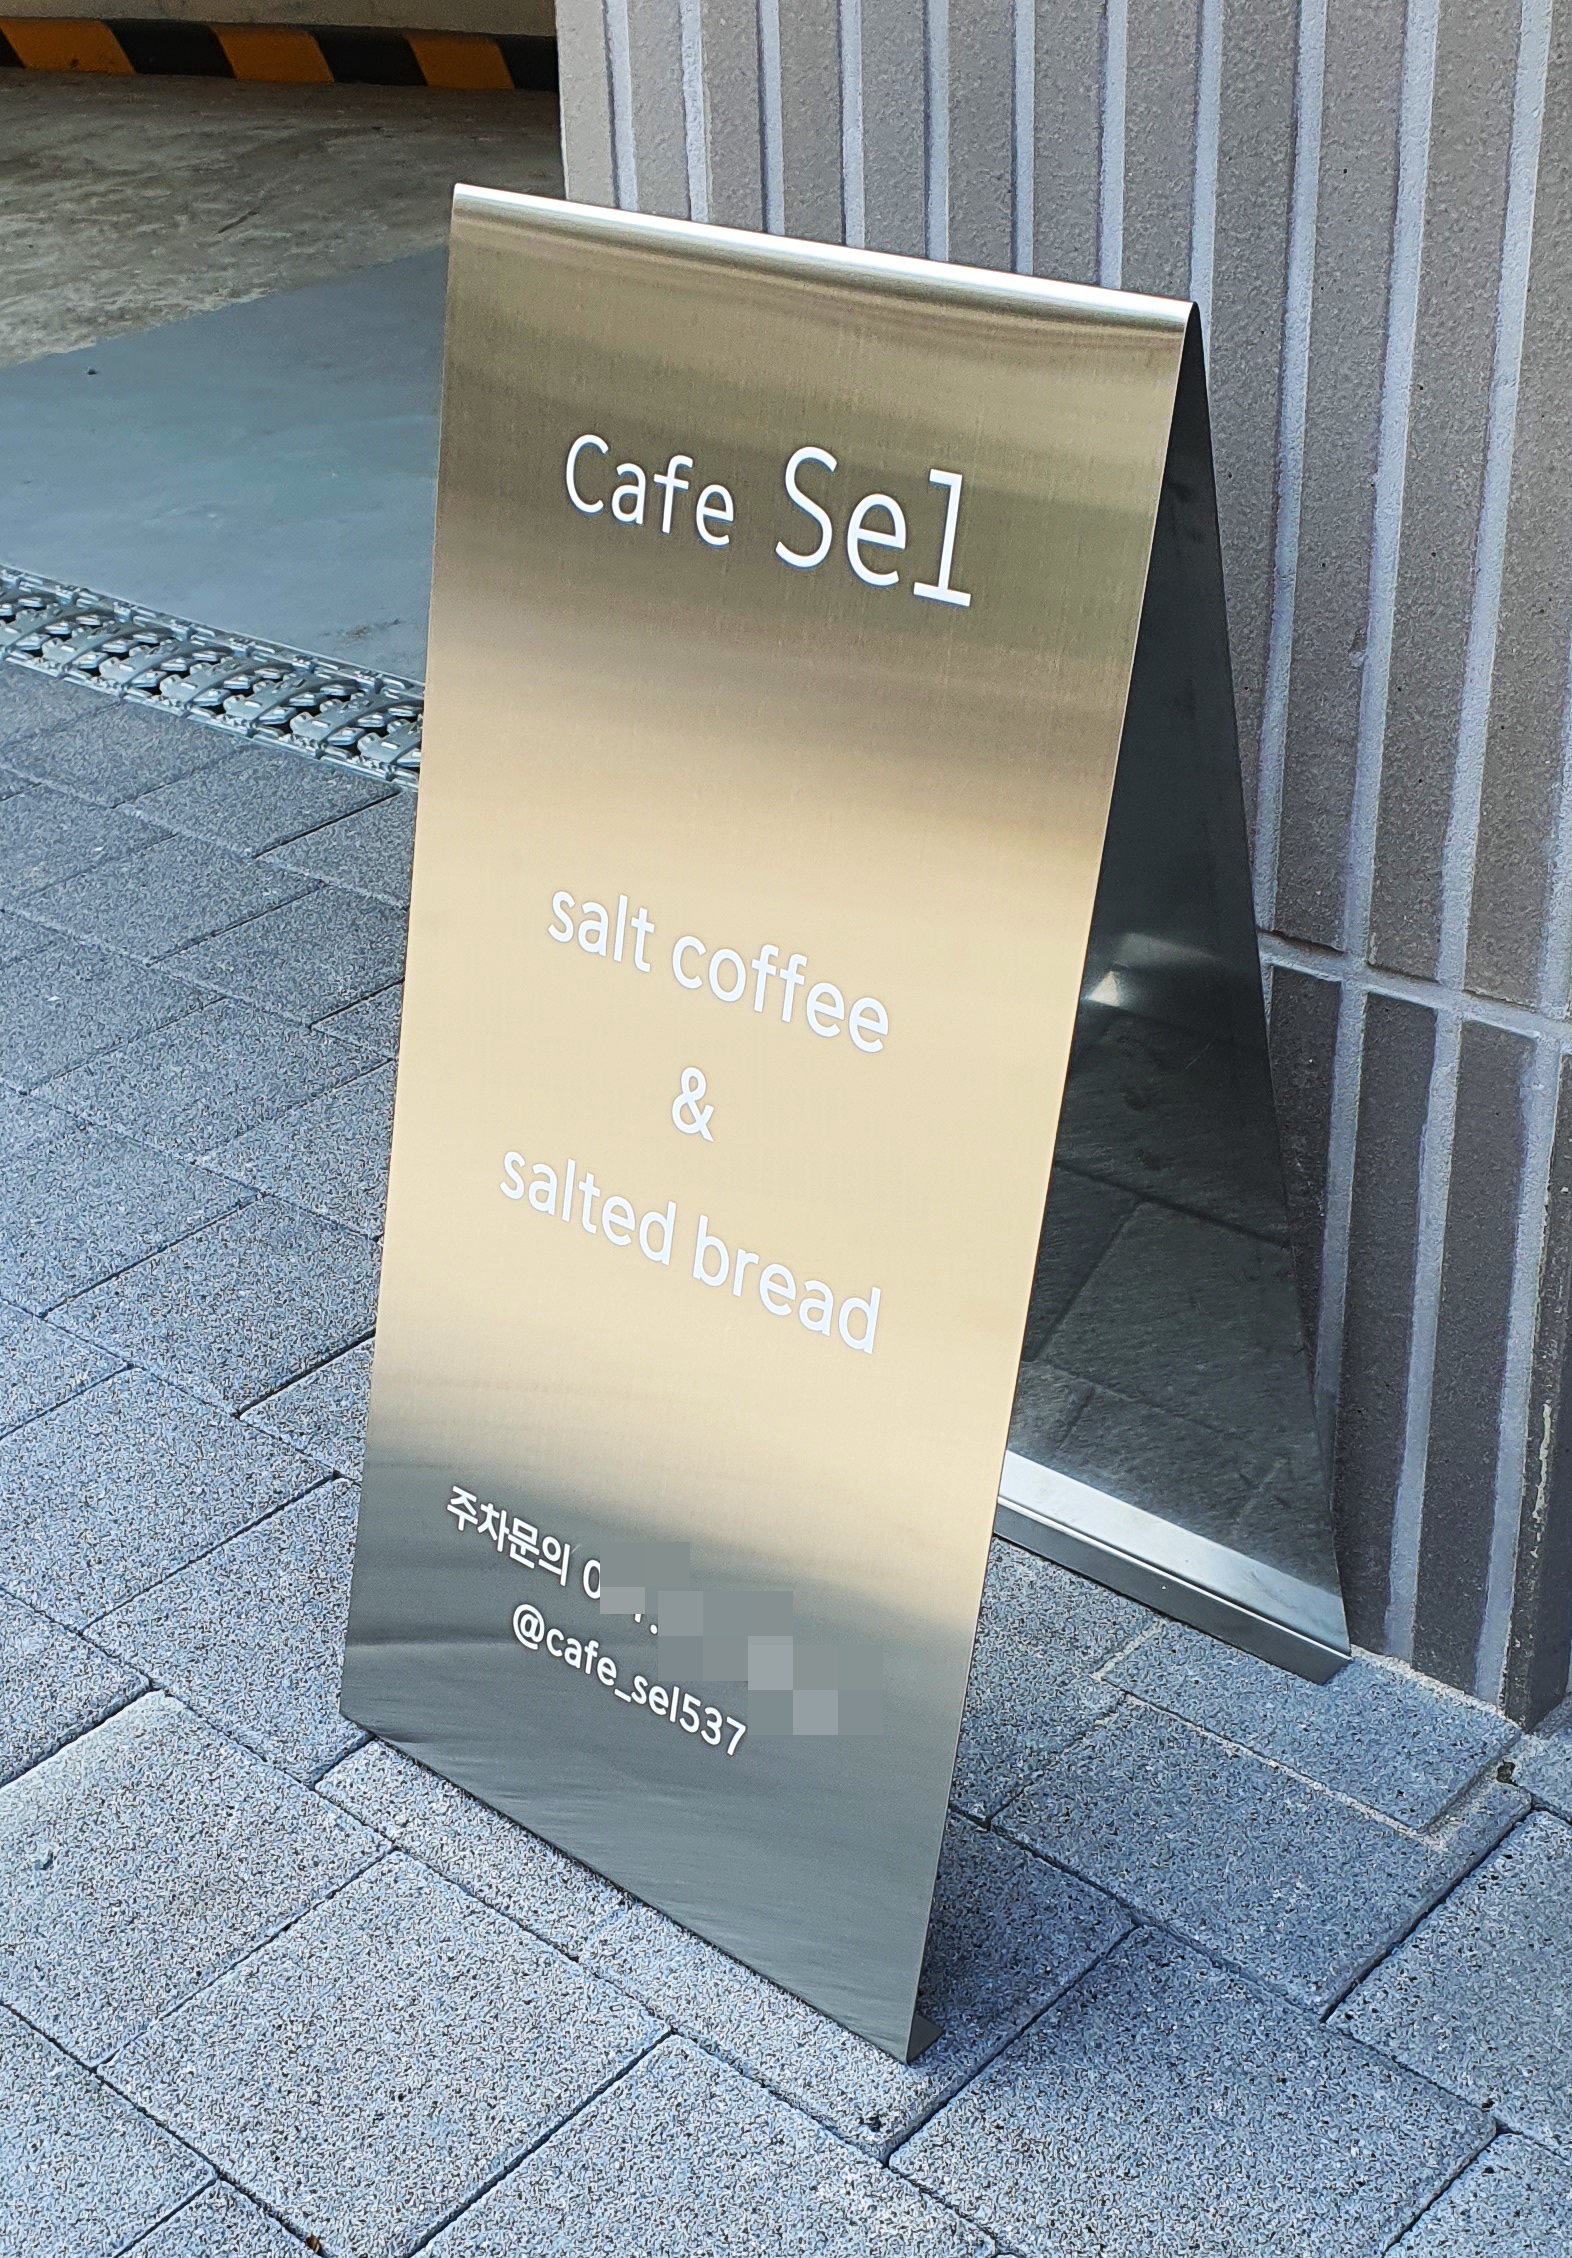 Cafe Sel
salt coffee
&
salted bread
주차문의
@cafe_sel537